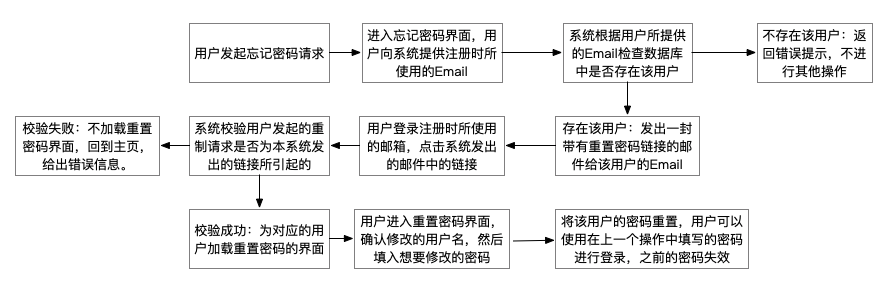 用户发起忘记密码请求
进入忘记密码界面，用
户向系统提供注册时所
使用的Email
系统根据用户所提供
的Email检查数据库
中是否存在该用户
不存在该用户：返
回错误提示，不进
行其他操作
存在该用户：发出一封
带有重置密码链接的邮
件给该用户的Email
用户登录注册时所使用
的邮箱，点击系统发出
的邮件中的链接
系统校验用户发起的重
制请求是否为本系统发
出的链接所引起的
校验失败：不加载重置
密码界面，回到主页，
给出错误信息。
校验成功：为对应的用
户加载重置密码的界面
用户进入重置密码界面，
确认修改的用户名，然后
填入想要修改的密码
将该用户的密码重置，用户可以
使用在上一个操作中填写的密码
进行登录，之前的密码失效